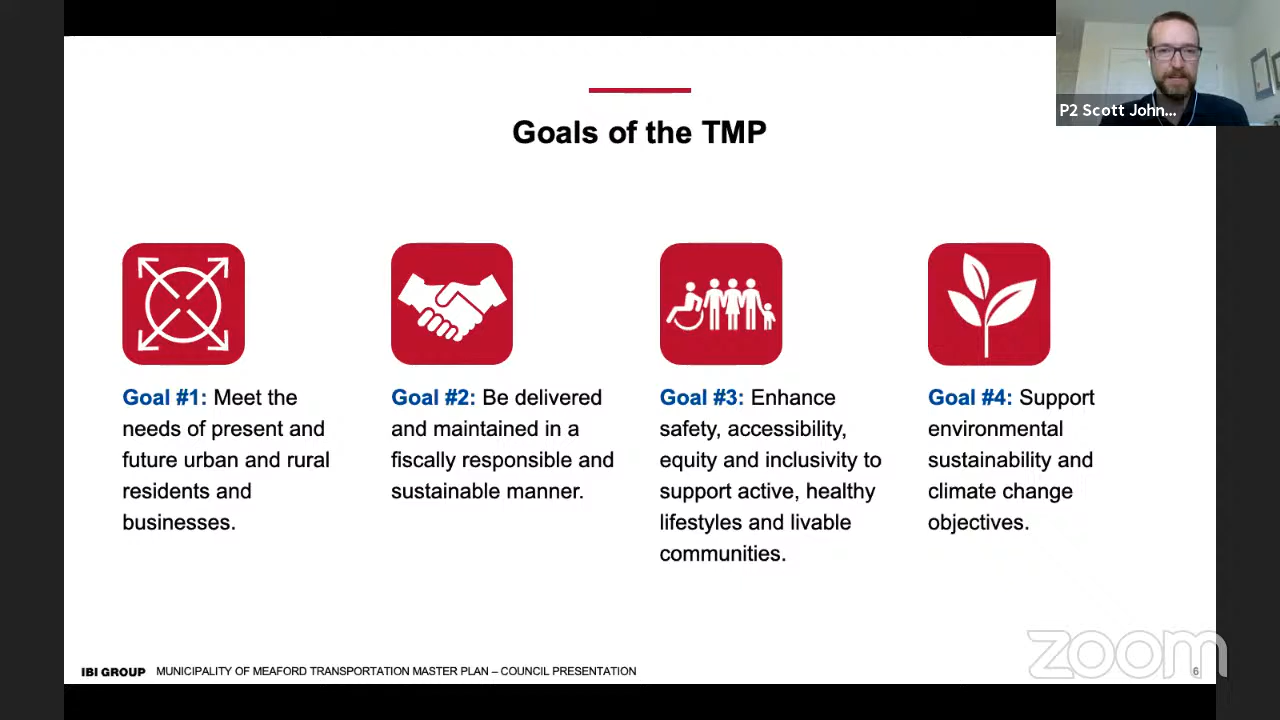 P2 Scott John...
Goals of the TMP
Goal #1: Meet the
needs of present and
future urban and rural
residents and
businesses.
Goal #2: Be delivered
and maintained in a
fiscally responsible and
sustainable manner.
Goal #3: Enhance
safety, accessibility,
equity and inclusivity to
support active, healthy
lifestyles and livable
communities.
Goal #4: Support
environmental
sustainability and
climate change
objectives.
IBI GROUP MUNICIPALITY OF MEAFORD TRANSPORTATION MASTER PLAN – COUNCIL PRESENTATION
zoom
6